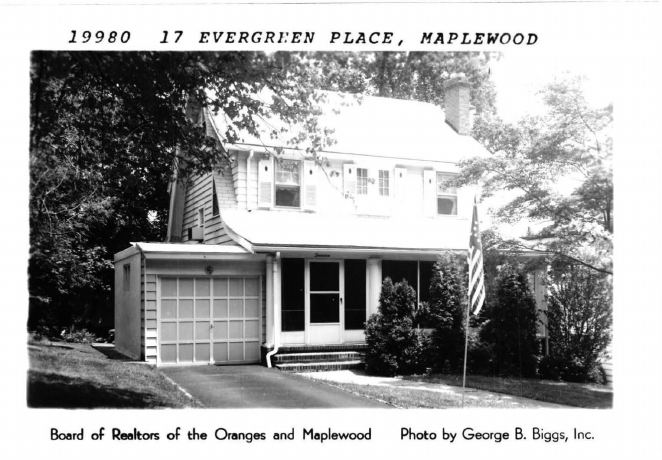 19980 17 EVERGREEN PLACE, MAPLEWOOD
Board of Realtors of the Oranges and Maplewood Photo by George B. Biggs, Inc.